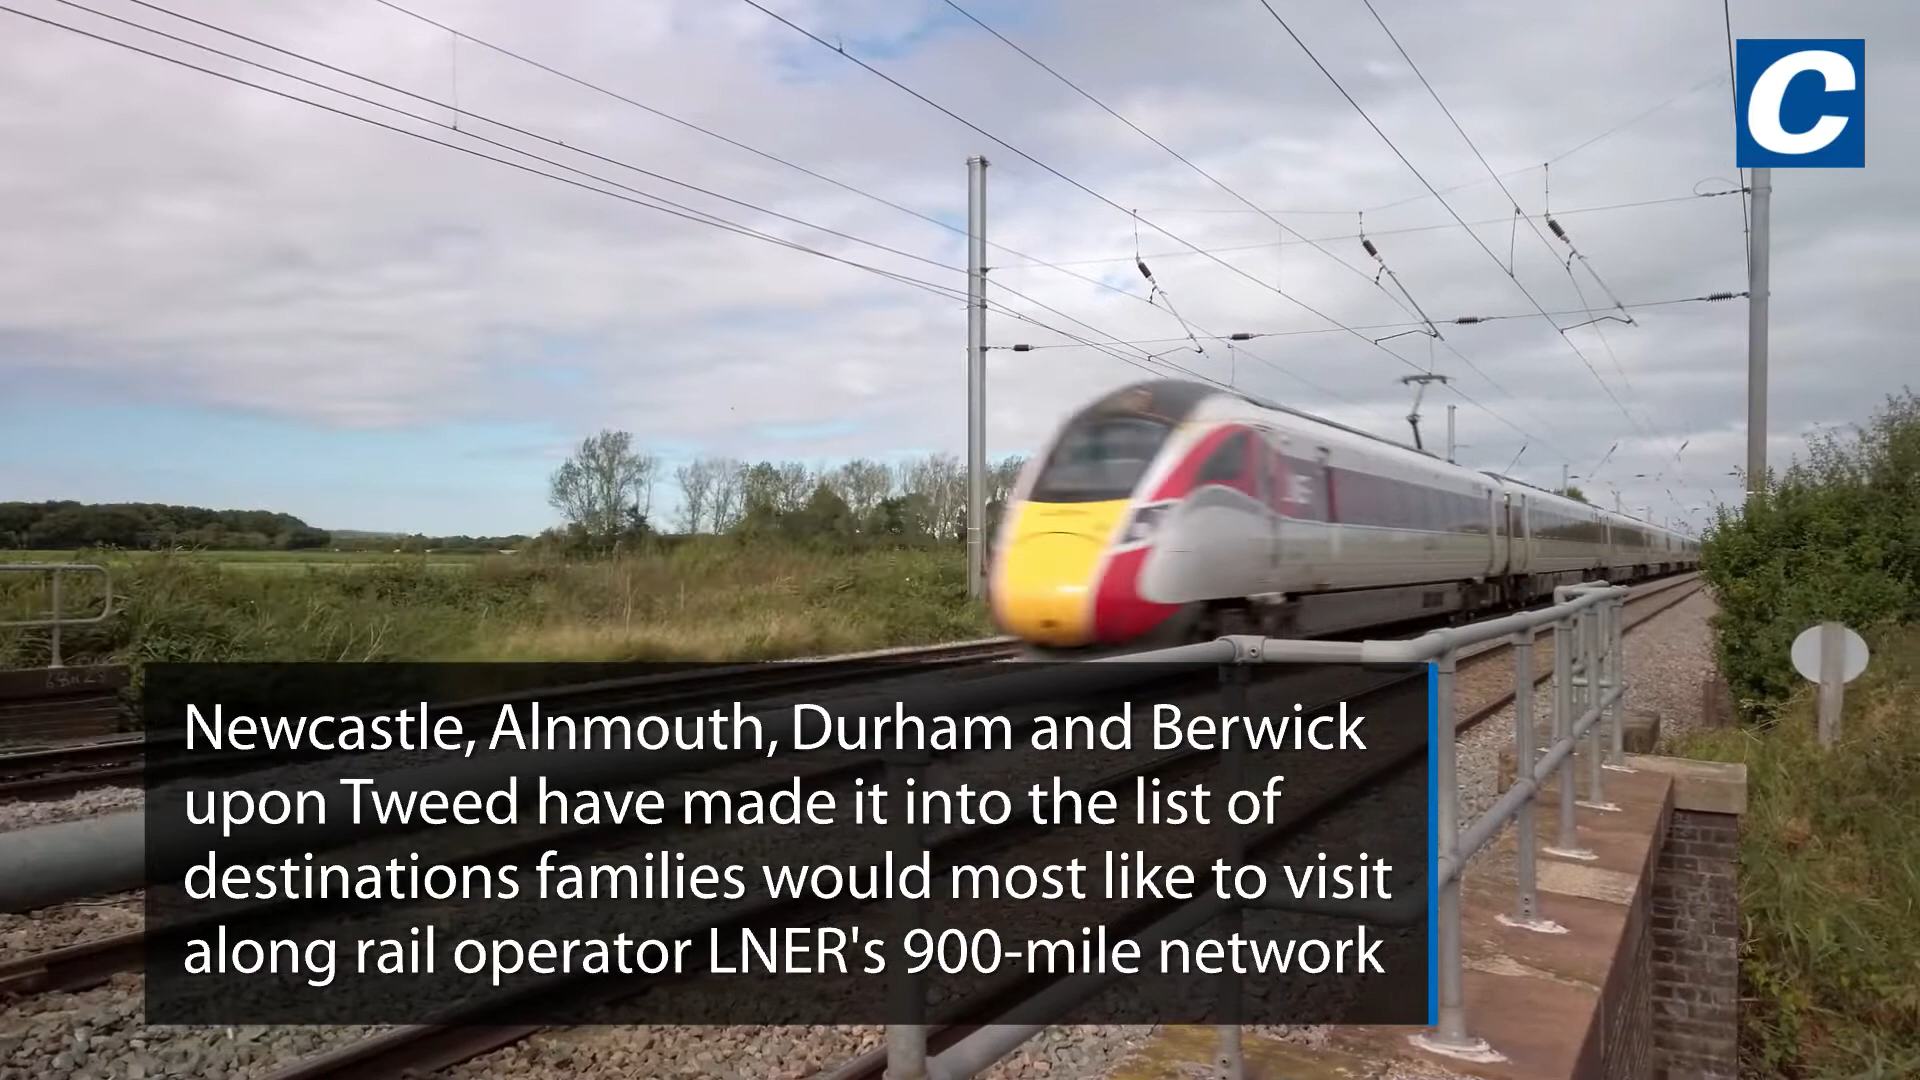 C
Newcastle, Alnmouth, Durham and Berwick
upon Tweed have made it into the list of
destinations families would most like to visit
along rail operator LNER's 900-mile network